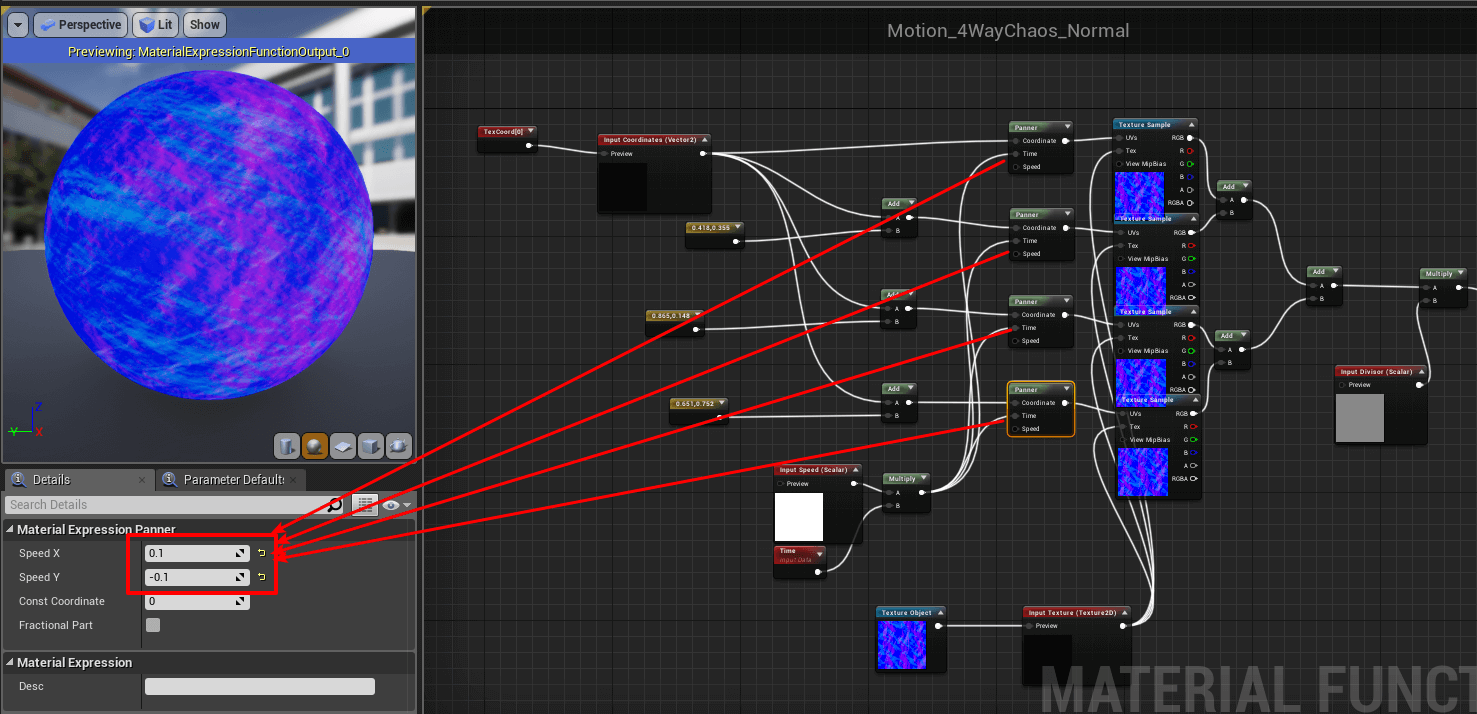 Perspective Lit Show
Previewing: MaterialExpressionFunctionOutput_0
Z
Y X
Details
Parameter Defaults
Search Details
Material Expression Panner
Speed X 0.1
Speed Y -0.1
Const Coordinate 0
Fractional Part
Material Expression
Desc
Motion_4WayChaos_Normal
TexCoord[0]
Input Coordinates (Vector2)
Preview
0.418,0.355
0.865,0.148
0.651,0.752
Add
A
B
Add
A
B
Add
A
B
Input Speed (Scalar)
Preview
Time
Input Data
Multiply
A
B
Panner
Coordinate
Time
Speed
Panner
Coordinate
Time
Speed
Panner
Coordinate
Time
Speed
Panner
Coordinate
Time
Speed
Texture Object
Input Texture (Texture2D)
Preview
Texture Sample
UVs RGB
Tex R
View MipBias G
B
A
RGBA
Texture Sample
UVs RGB
Tex R
View MipBias G
B
A
RGBA
Texture Sample
UVs RGB
Tex R
View MipBias G
B
A
RGBA
Texture Sample
UVs RGB
Tex R
View MipBias G
B
A
RGBA
Add
A
B
Add
A
B
Add
A
B
Multiply
A
B
Input Divisor (Scalar)
Preview
MATERIAL FUNCT